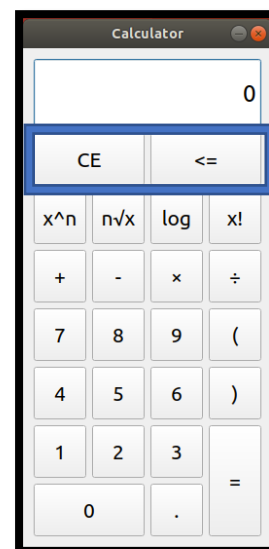 Calculator
0
CE <=
x^n n√x log x!
+ - × ÷
7 8 9 (
4 5 6 )
1 2 3
=
0 .